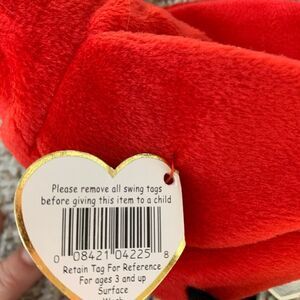 Please remove all swing tags
before giving this item to a child
0 08421 04225 8
Retain Tag For Reference
For ages 3 and up
Surface
Wash